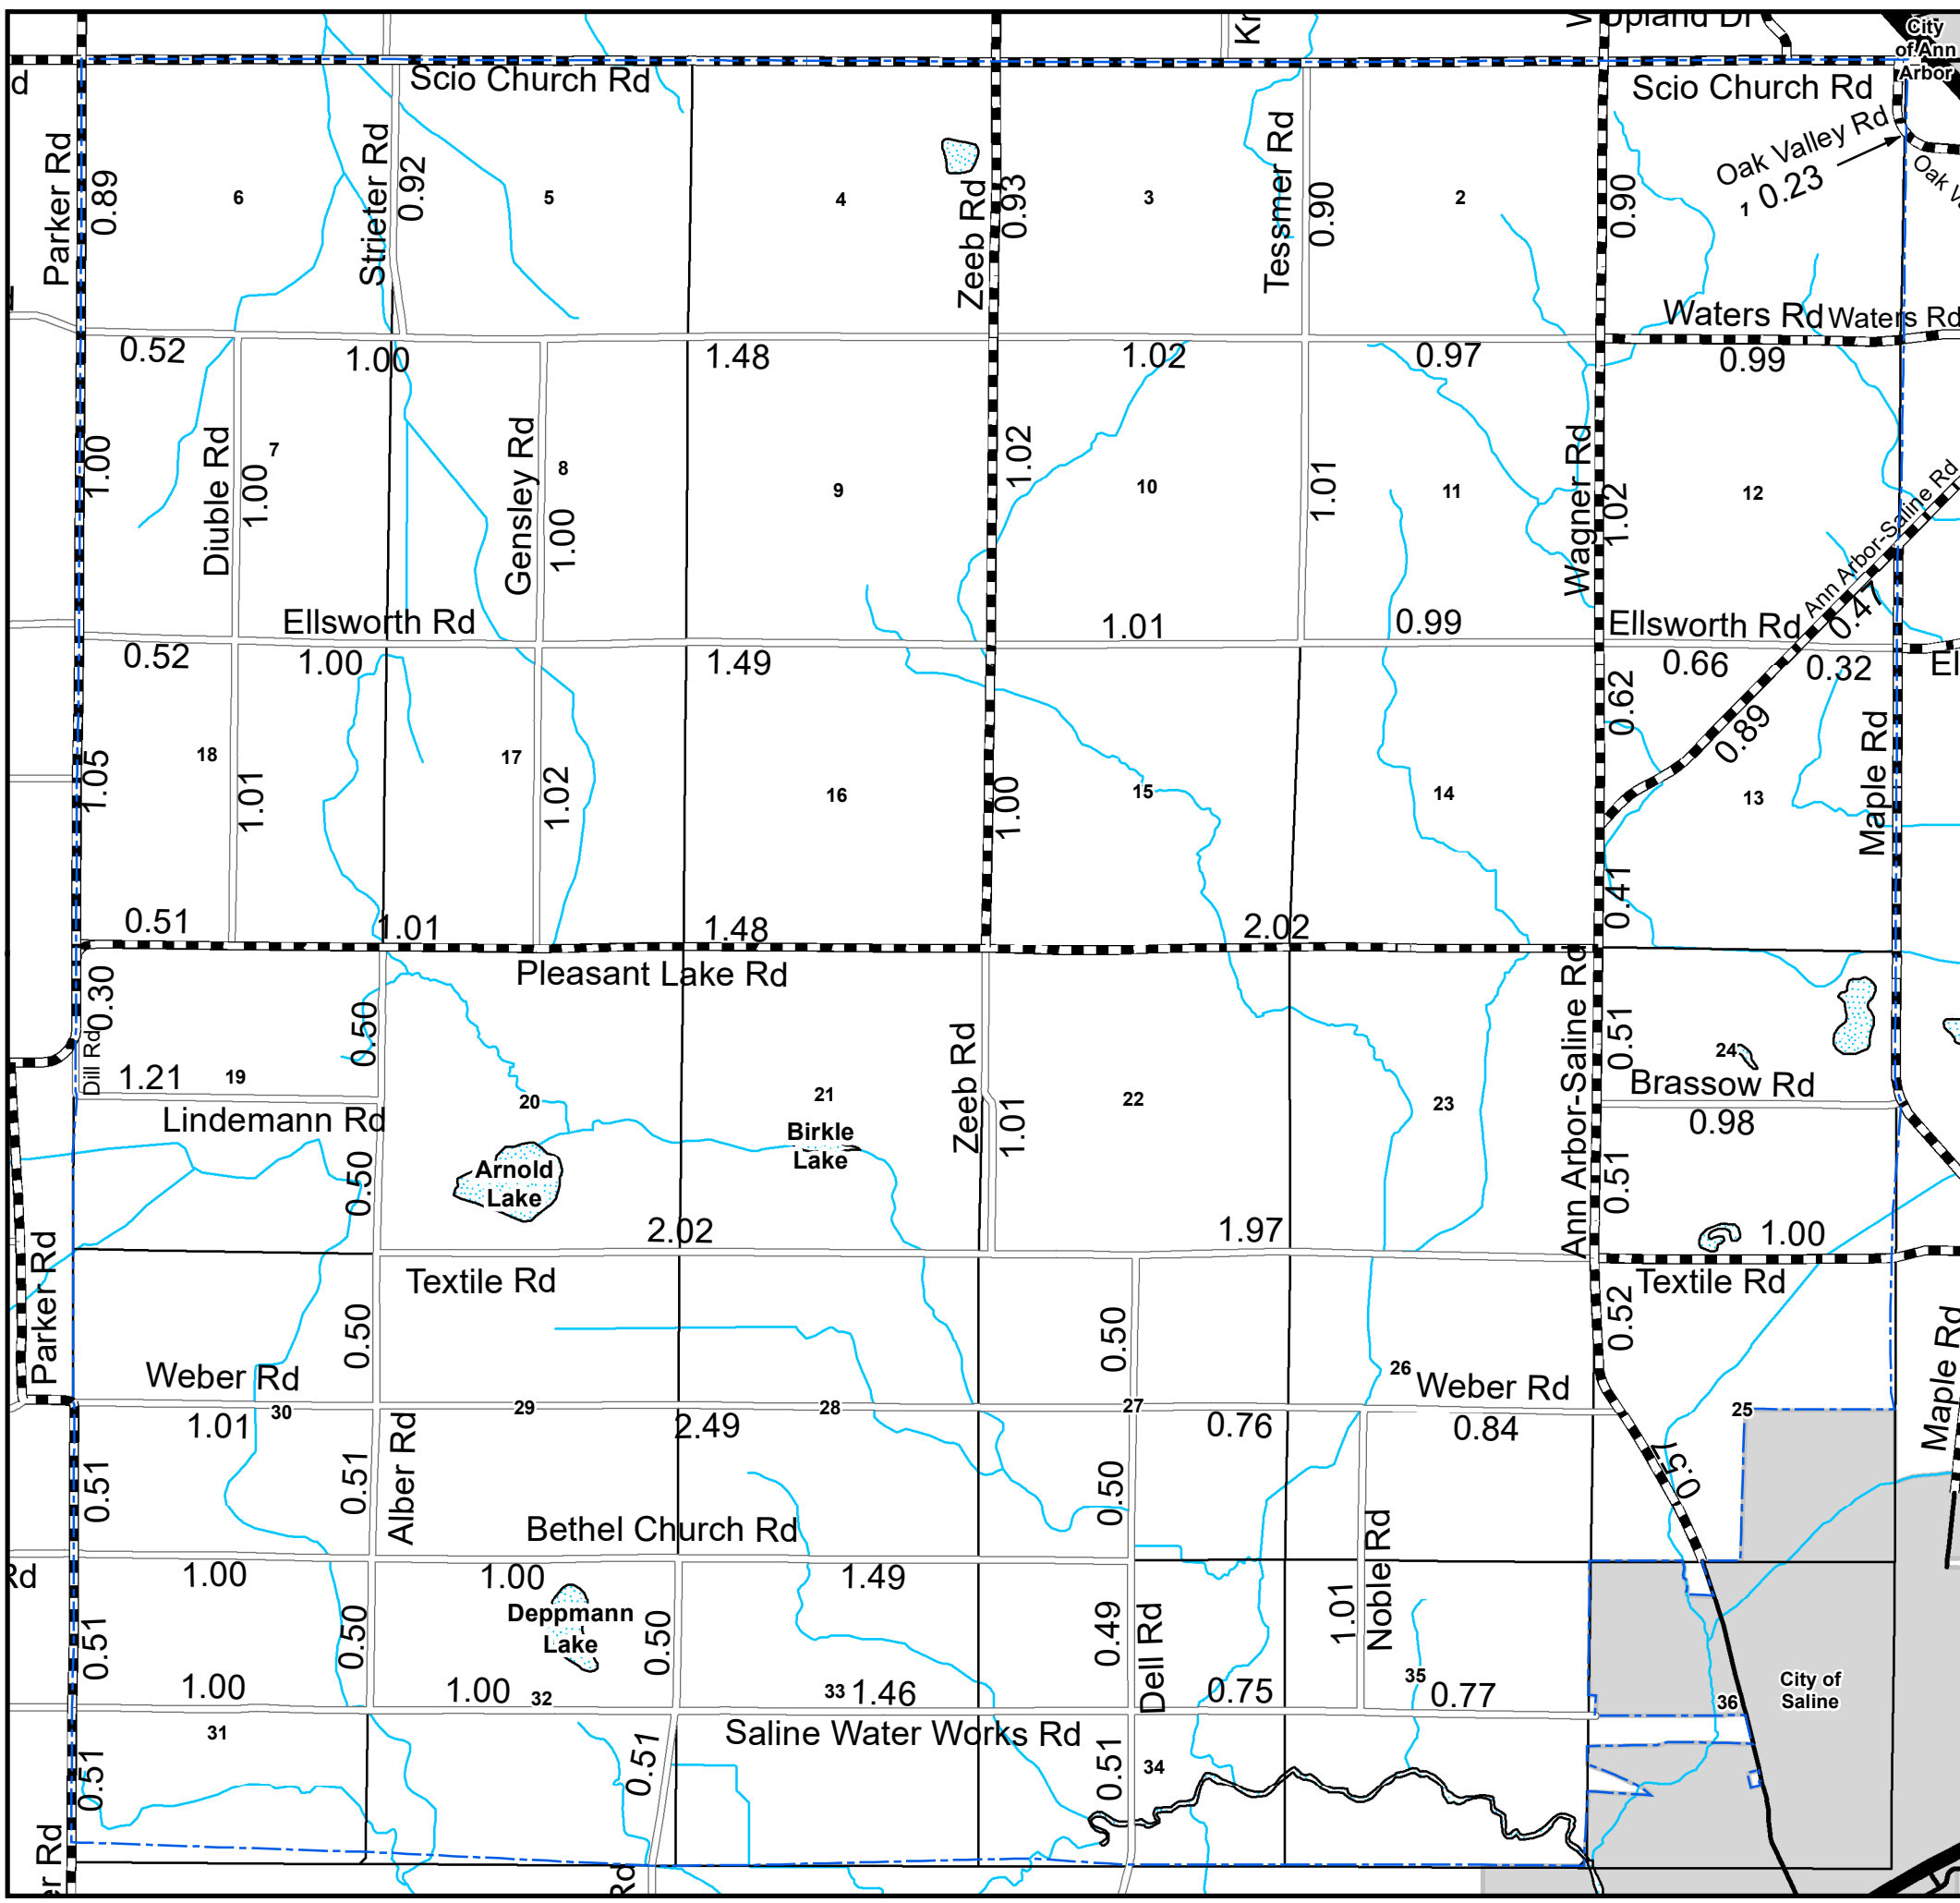 Kr
pland Dr
City
of Ann
Arbor
d
Scio Church Rd
Scio Church Rd
Parker Rd
0.89
Strieter Rd
0.92
Zeeb Rd
0.93
Tessmer Rd
0.90
0.90
Oak Valley Rd
0.23
Oak Va
6
5
4
3
2
1
Waters Rd
Waters Rd
0.52
1.00
1.48
1.02
0.97
0.99
1.00
Diuble Rd
1.00
7
Gensley Rd
1.00
8
9
1.02
10
1.01
11
Wagner Rd
1.02
12
Ann Arbor-Saline Rd
0.47
Ellsworth Rd
1.01
0.99
Ellsworth Rd
0.52
1.00
1.49
0.66
0.32
El
0.62
0.89
Maple Rd
1.05
18
1.01
17
1.02
16
1.00
15
14
13
0.41
0.51
1.01
1.48
2.02
Pleasant Lake Rd
0.30
Dill Rd
0.50
Zeeb Rd
1.01
Ann Arbor-Saline Rd
0.51
24
Brassow Rd
0.98
1.21
19
Lindemann Rd
20
21
22
23
Birkle
Lake
Arnold
Lake
0.50
0.51
2.02
1.97
1.00
Parker Rd
Textile Rd
Textile Rd
0.50
0.50
0.52
Maple Rd
Weber Rd
26
Weber Rd
30
29
28
27
25
1.01
2.49
0.76
0.84
0.51
0.51
Alber Rd
0.50
0.57
Bethel Church Rd
Noble Rd
Rd
1.00
1.00
1.49
Deppmann
Lake
0.51
0.50
0.50
0.49
Dell Rd
1.01
1.00
1.00
32
33
1.46
0.75
35
0.77
36
City of
Saline
31
Saline Water Works Rd
0.51
0.51
0.51
34
er Rd
Rd